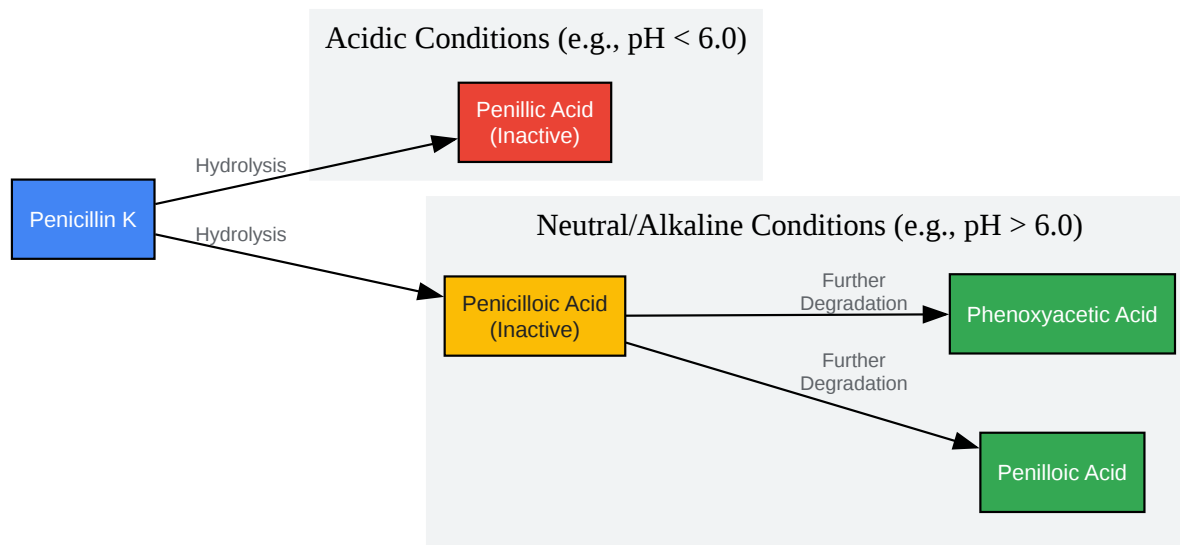 Acidic Conditions (e.g., pH < 6.0)
Penillic Acid
(Inactive)
Hydrolysis
Penicillin K
Hydrolysis
Neutral/Alkaline Conditions (e.g., pH > 6.0)
Penicilloic Acid
(Inactive)
Further
Degradation
Phenoxyacetic Acid
Further
Degradation
Penilloic Acid